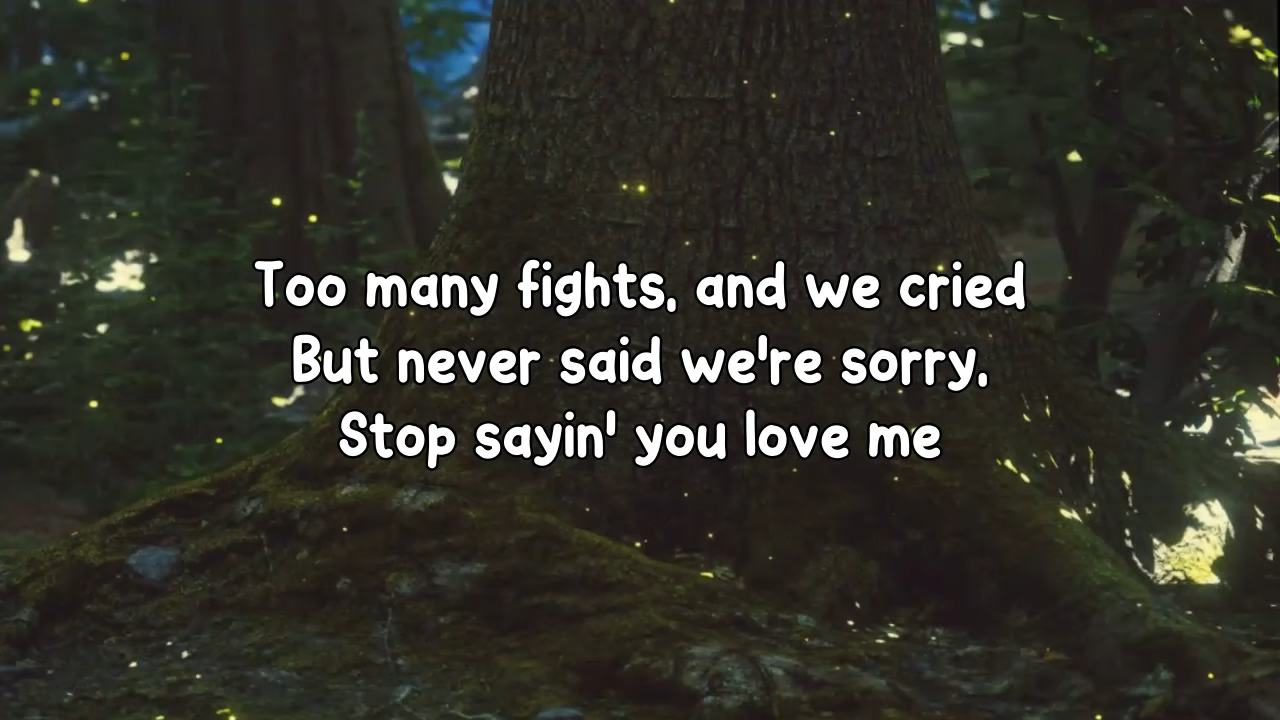 Too many fights, and we cried
But never said we're sorry,
Stop sayin' you love me